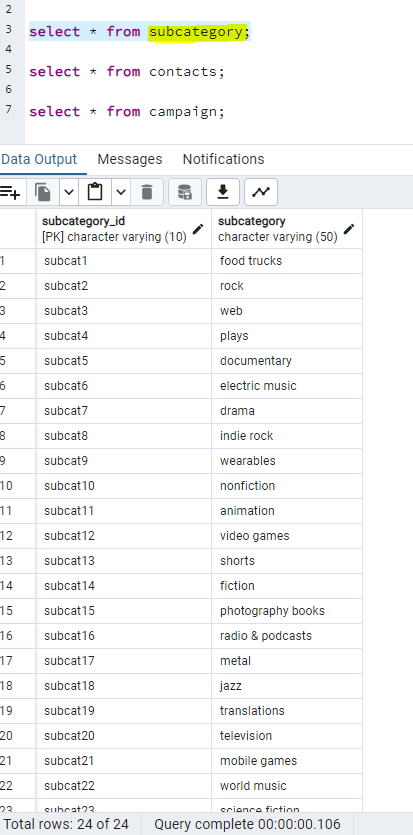 2
3 select * from subcategory;
4
5 select * from contacts;
6
7 select * from campaign;
Data Output Messages Notifications
subcategory_id subcategory
[PK] character varying (10) character varying (50)
1 subcat1 food trucks
2 subcat2 rock
3 subcat3 web
4 subcat4 plays
5 subcat5 documentary
6 subcat6 electric music
7 subcat7 drama
8 subcat8 indie rock
9 subcat9 wearables
10 subcat10 nonfiction
11 subcat11 animation
12 subcat12 video games
13 subcat13 shorts
14 subcat14 fiction
15 subcat15 photography books
16 subcat16 radio & podcasts
17 subcat17 metal
18 subcat18 jazz
19 subcat19 translations
20 subcat20 television
21 subcat21 mobile games
22 subcat22 world music
23 subcat23 science fiction
Total rows: 24 of 24 Query complete 00:00:00.106